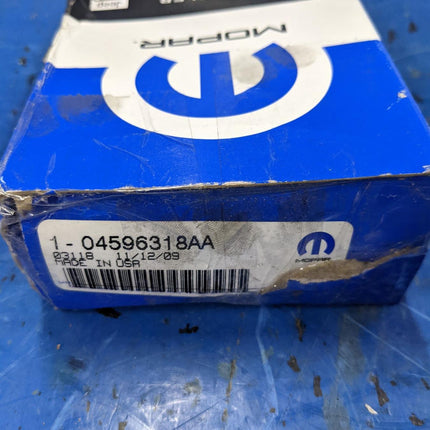 MOPAR.
1 - 04596318AA
03118 11/12/09
MADE IN USA
MOPAR